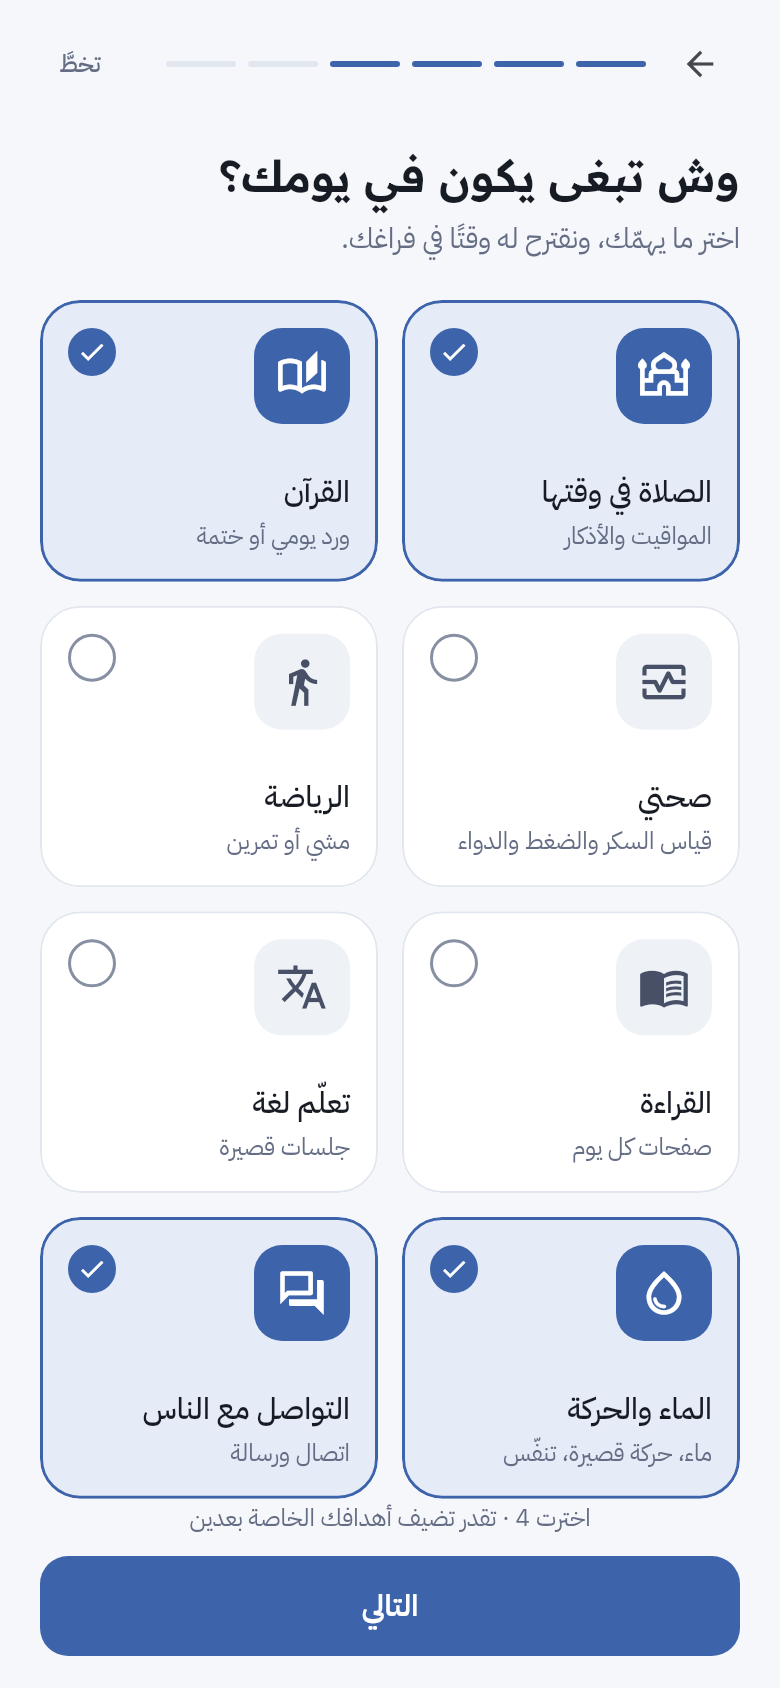 تخطَّ
وش تبغى يكون في يومك؟
اختر ما يهمّك، ونقترح له وقتًا في فراغك.
الصلاة في وقتها
المواقيت والأذكار
القرآن
ورد يومي أو ختمة
صحتي
قياس السكر والضغط والدواء
الرياضة
مشي أو تمرين
القراءة
صفحات كل يوم
تعلّم لغة
جلسات قصيرة
الماء والحركة
ماء، حركة قصيرة، تنفّس
التواصل مع الناس
اتصال ورسالة
اخترت 4 · تقدر تضيف أهدافك الخاصة بعدين
التالي